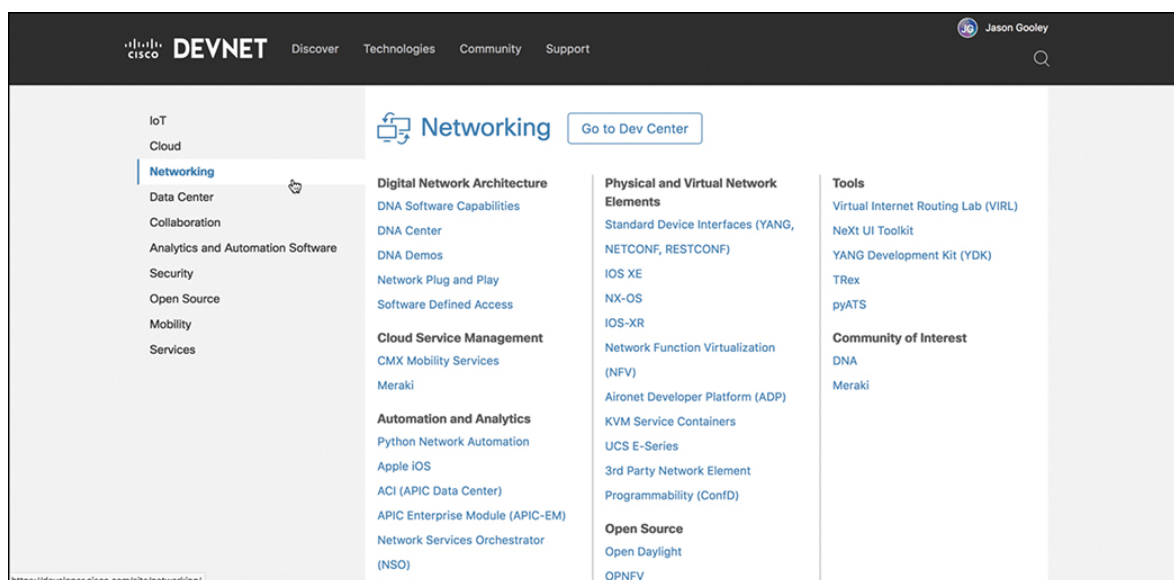 JG Jason Gooley
CISCO DEVNET Discover Technologies Community Support
IoT
Cloud
Networking
Data Center
Collaboration
Analytics and Automation Software
Security
Open Source
Mobility
Services
Networking Go to Dev Center
Digital Network Architecture
DNA Software Capabilities
DNA Center
DNA Demos
Network Plug and Play
Software Defined Access
Cloud Service Management
CMX Mobility Services
Meraki
Automation and Analytics
Python Network Automation
Apple iOS
ACI (APIC Data Center)
APIC Enterprise Module (APIC-EM)
Network Services Orchestrator
(NSO)
Physical and Virtual Network
Elements
Standard Device Interfaces (YANG,
NETCONF, RESTCONF)
IOS XE
NX-OS
IOS-XR
Network Function Virtualization
(NFV)
Aironet Developer Platform (ADP)
KVM Service Containers
UCS E-Series
3rd Party Network Element
Programmability (ConfD)
Open Source
Open Daylight
OPNFV
Tools
Virtual Internet Routing Lab (VIRL)
NeXt UI Toolkit
YANG Development Kit (YDK)
TRex
pyATS
Community of Interest
DNA
Meraki